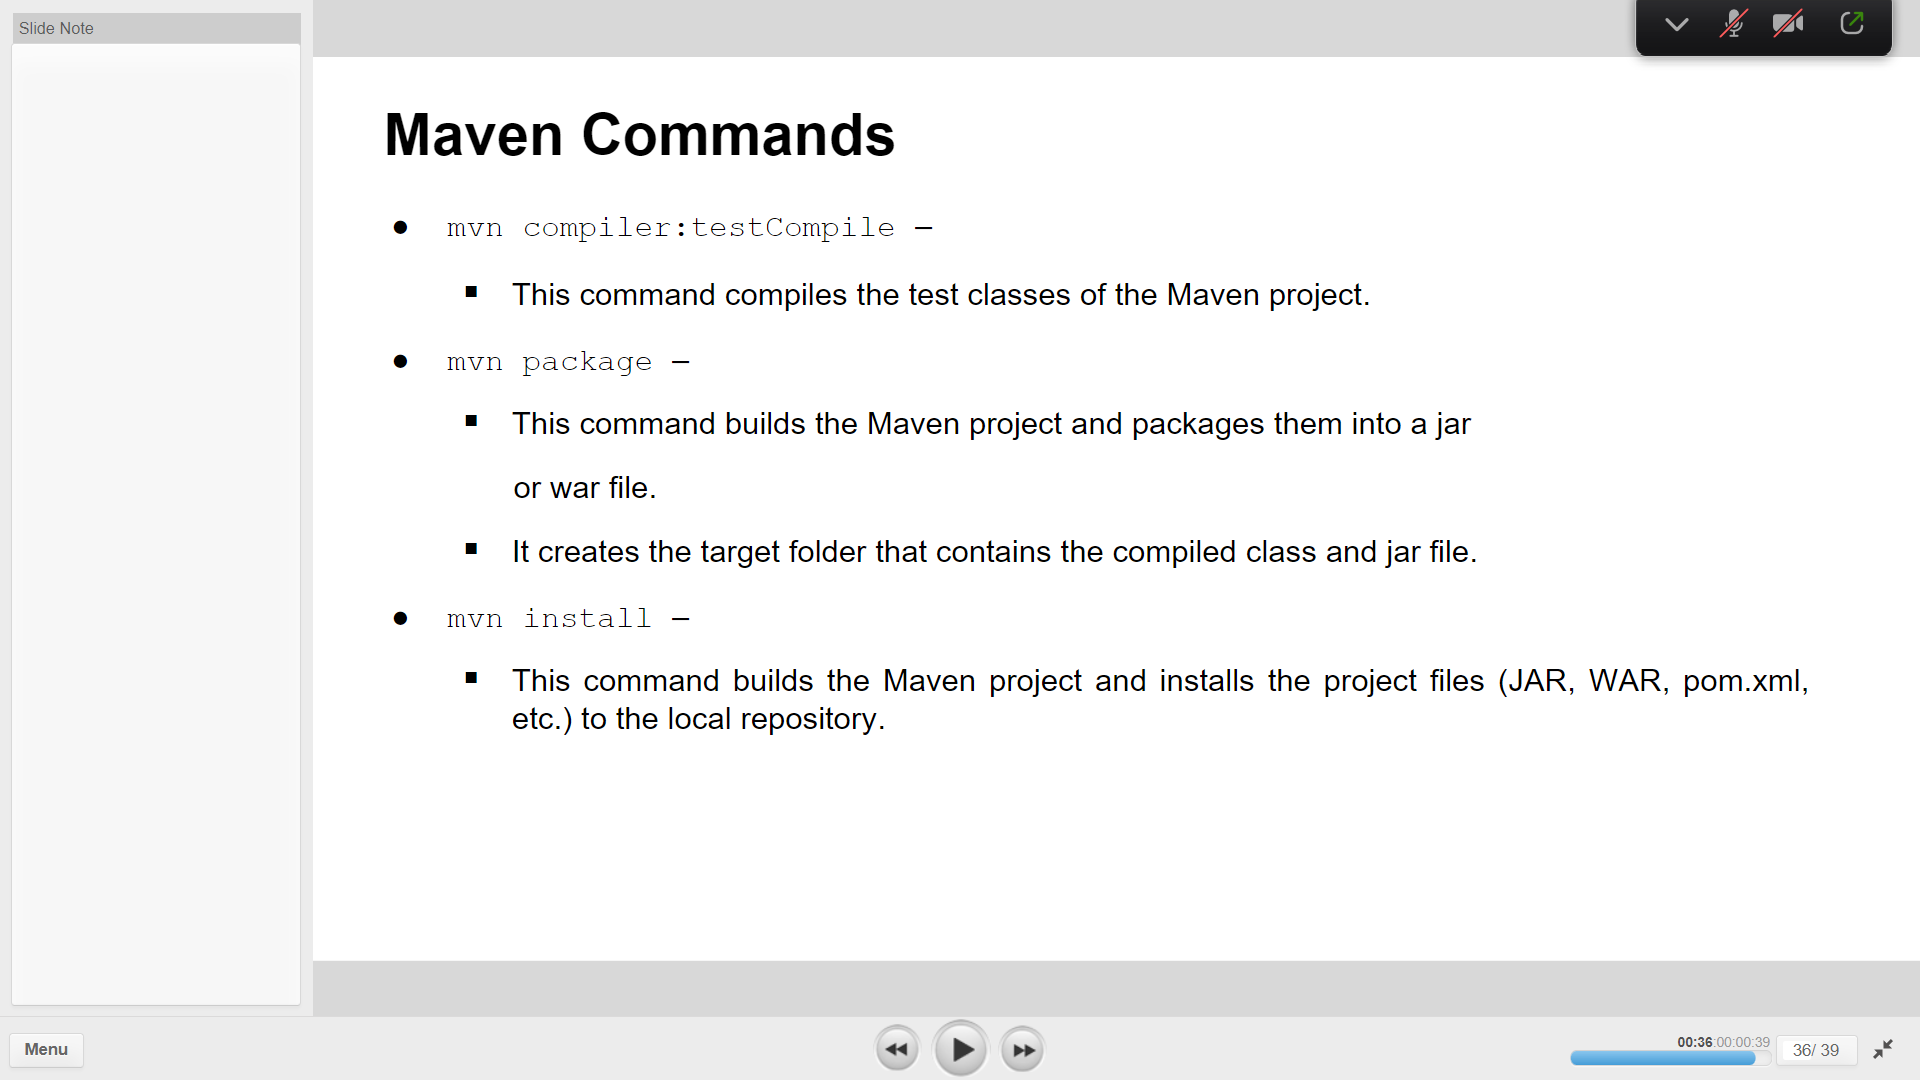 Slide Note
Maven Commands
● mvn compiler:testCompile –
▪ This command compiles the test classes of the Maven project.
● mvn package –
▪ This command builds the Maven project and packages them into a jar
or war file.
▪ It creates the target folder that contains the compiled class and jar file.
● mvn install –
▪ This command builds the Maven project and installs the project files (JAR, WAR, pom.xml,
etc.) to the local repository.
Menu
00:36:00:00:39
36/ 39